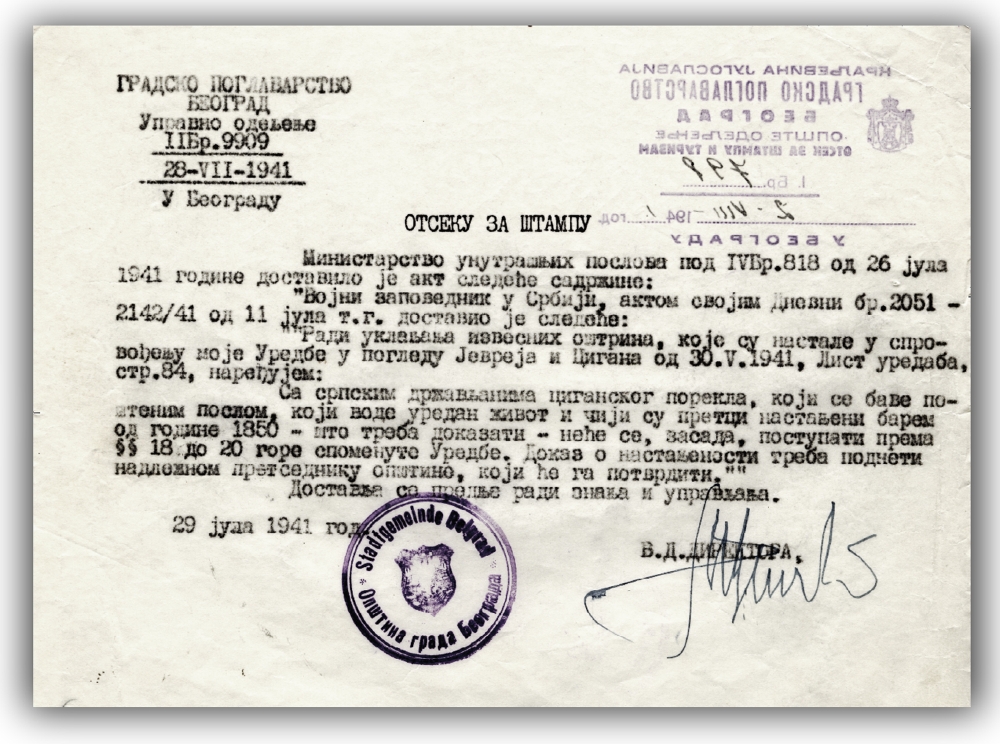 ГРАДСКО ПОГЛАВАРСТВО
БЕОГРАД
Управно одељење
IIБр.9909
28-VII-1941
У Београду
КРАЉЕВИНА ЈУГОСЛАВИЈА
ГРАДСКО ПОГЛАВАРСТВО
БЕОГРАД
ОПШТЕ ОДЕЛЕЊЕ
ОТСЕК ЗА ШТАМПУ И ТУРИЗАМ
I. Бр. 798
2-VIII-1941 год.
У БЕОГРАДУ
ОТСЕКУ ЗА ШТАМПУ
Министарство унутрашњих послова под IVБр.818 од 26 јула
1941 године доставило је акт следеће садржине:
"Војни заповедник у Србији, актом својим Дневни бр.2051 -
2142/41 од 11 јула т.г. доставио је следеће:
""Ради уклањања извесних оштрина, које су настале у спро-
вођењу моје Уредбе у погледу Јевреја и Цигана од 30.V.1941, Лист уредаба,
стр.84, наређујем:
Са српским држављанима циганског порекла, који се баве по-
штеним послом, који воде уредан живот и чији су претци настањени барем
од године 1850 - што треба доказати - неће се, засада, поступати према
§§ 18 до 20 горе споменуте Уредбе. Доказ о настањености треба поднети
надлежном претседнику општине, који ће га потврдити.""
Доставља се предње ради знања и управљања.
29 јула 1941 год.
В.Д.ДИРЕКТОРА,
Stadtgemeinde Belgrad
Општина града Београда